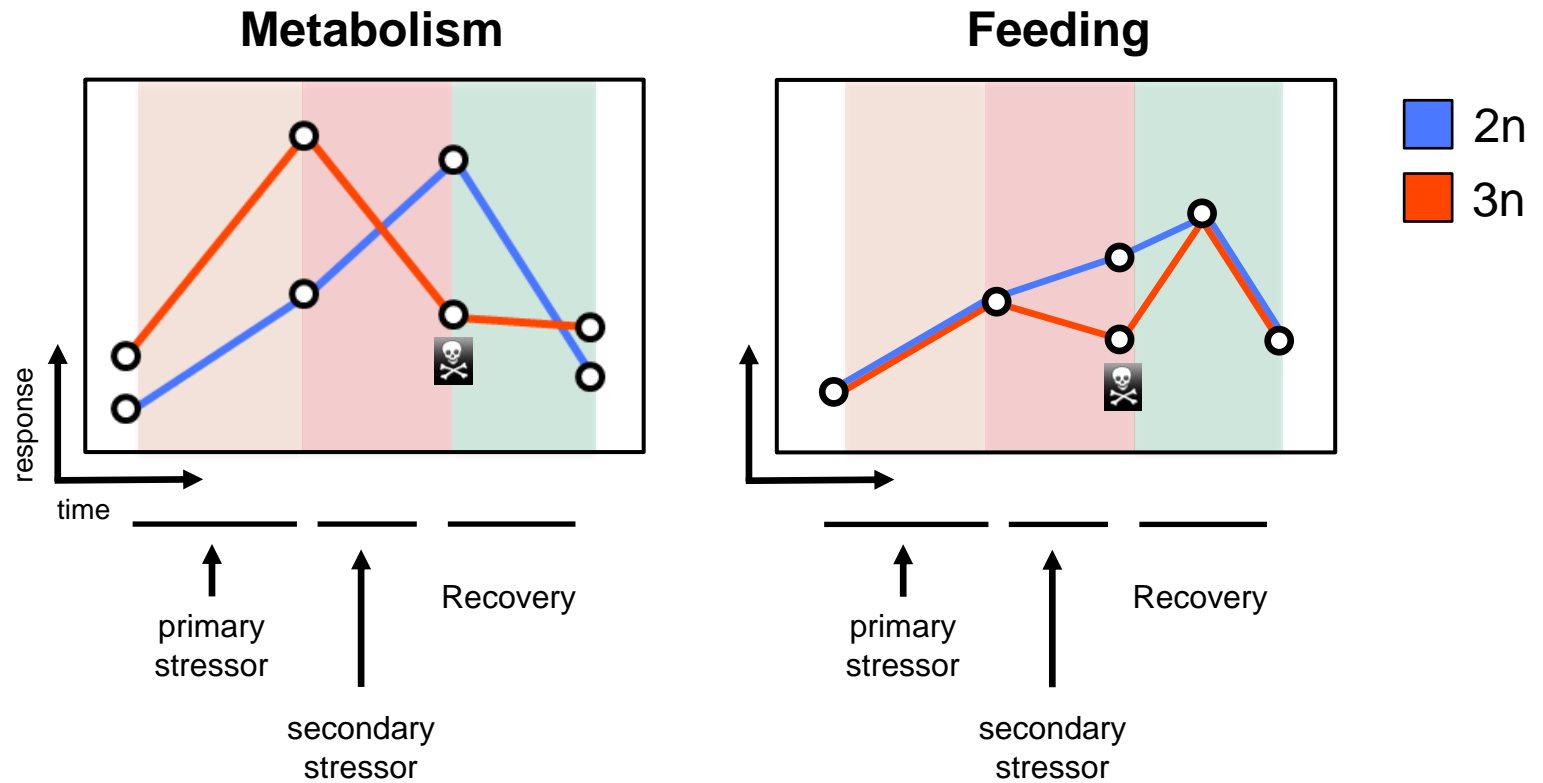 Metabolism
Feeding
2n
3n
response
time
primary
stressor
secondary
stressor
Recovery
primary
stressor
secondary
stressor
Recovery